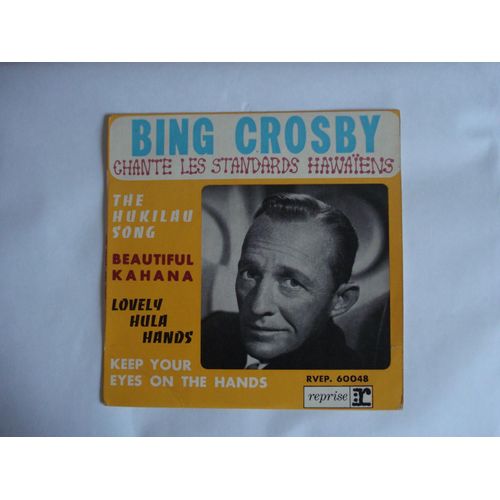 BING CROSBY
CHANTE LES STANDARDS HAWAÏENS
THE
HUKILAU
SONG
BEAUTIFUL
KAHANA
LOVELY
HULA
HANDS
KEEP YOUR
EYES ON THE HANDS
RVEP. 60048
reprise r: